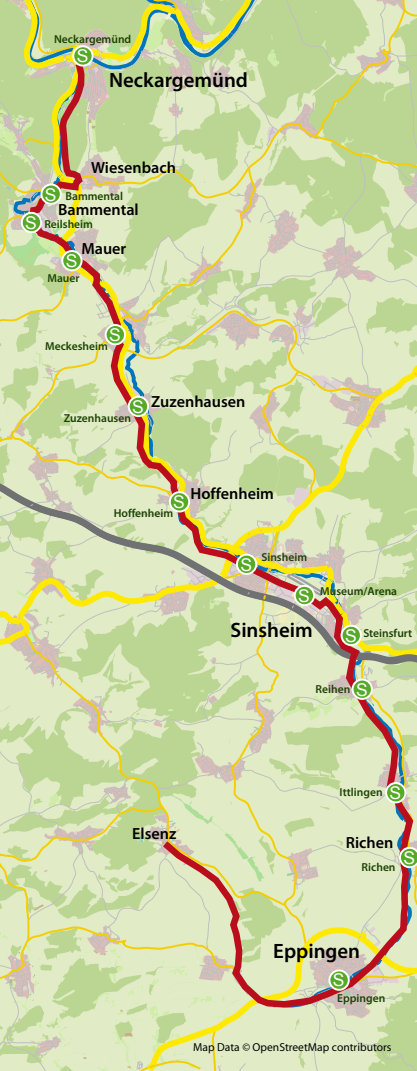 Neckargemünd
S
Neckargemünd
Wiesenbach
S
Bammental
Bammental
S
Reilsheim
Mauer
S
Mauer
S
Meckesheim
S
Zuzenhausen
Zuzenhausen
Hoffenheim
S
Hoffenheim
Sinsheim
S
S
Museum/Arena
Sinsheim
S
Steinsfurt
Reihen
S
Ittlingen
S
Elsenz
Richen
S
Richen
Eppingen
S
Eppingen
Map Data © OpenStreetMap contributors